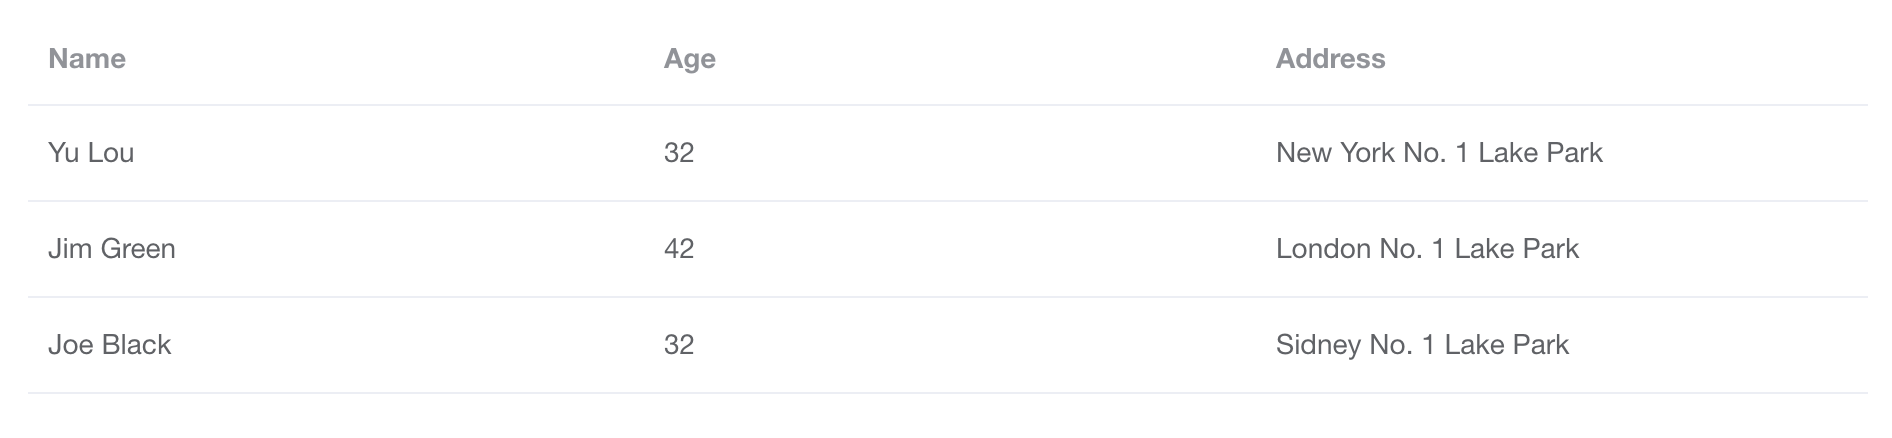 Name Age Address
Yu Lou 32 New York No. 1 Lake Park
Jim Green 42 London No. 1 Lake Park
Joe Black 32 Sidney No. 1 Lake Park